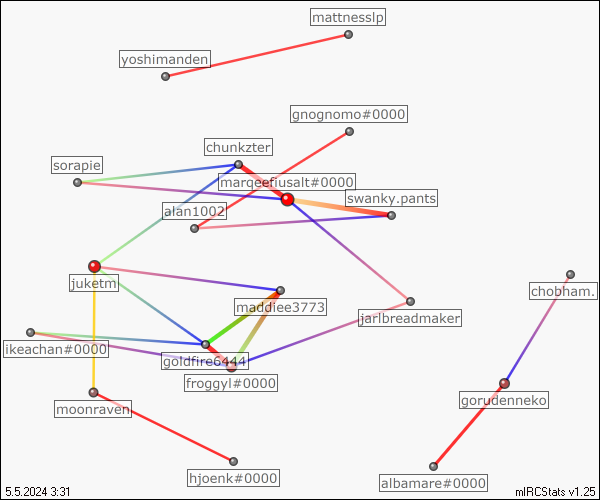 mattnesslp
yoshimanden
gnognomo#0000
chunkzter
sorapie
marqeefiusalt#0000
swanky.pants
alan1002
juketm
chobham.
maddiee3773
jarlbreadmaker
ikeachan#0000
goldfire6444
froggyl#0000
gorudenneko
moonraven
hjoenk#0000
albamare#0000
5.5.2024 3:31
mIRCStats v1.25